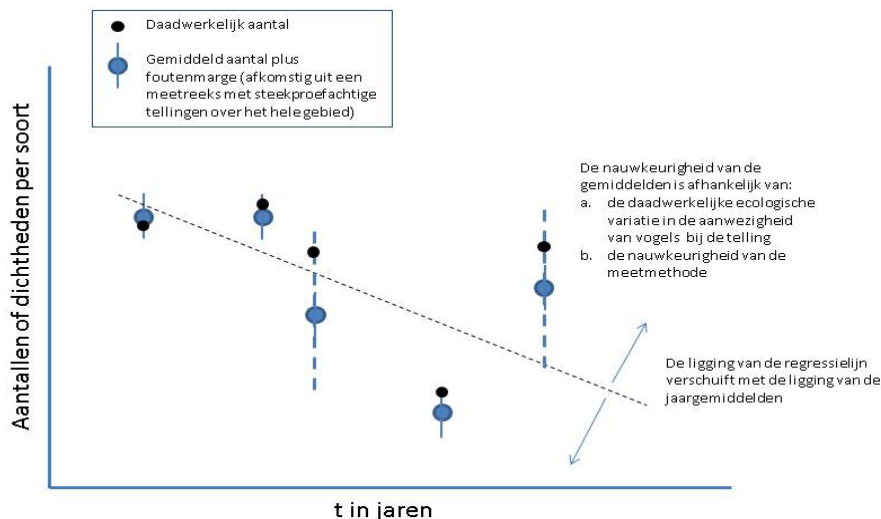 Daadwerkelijk aantal
Gemiddeld aantal plus
foutenmarge (afkomstig uit een
meetreeks met steekproefachtige
tellingen over het hele gebied)
Aantallen of dichtheden per soort
De nauwkeurigheid van de
gemiddelden is afhankelijk van:
a. de daadwerkelijke ecologische
variatie in de aanwezigheid
van vogels bij de telling
b. de nauwkeurigheid van de
meetmethode
De ligging van de regressielijn
verschuift met de ligging van de
jaargemiddelden
t in jaren